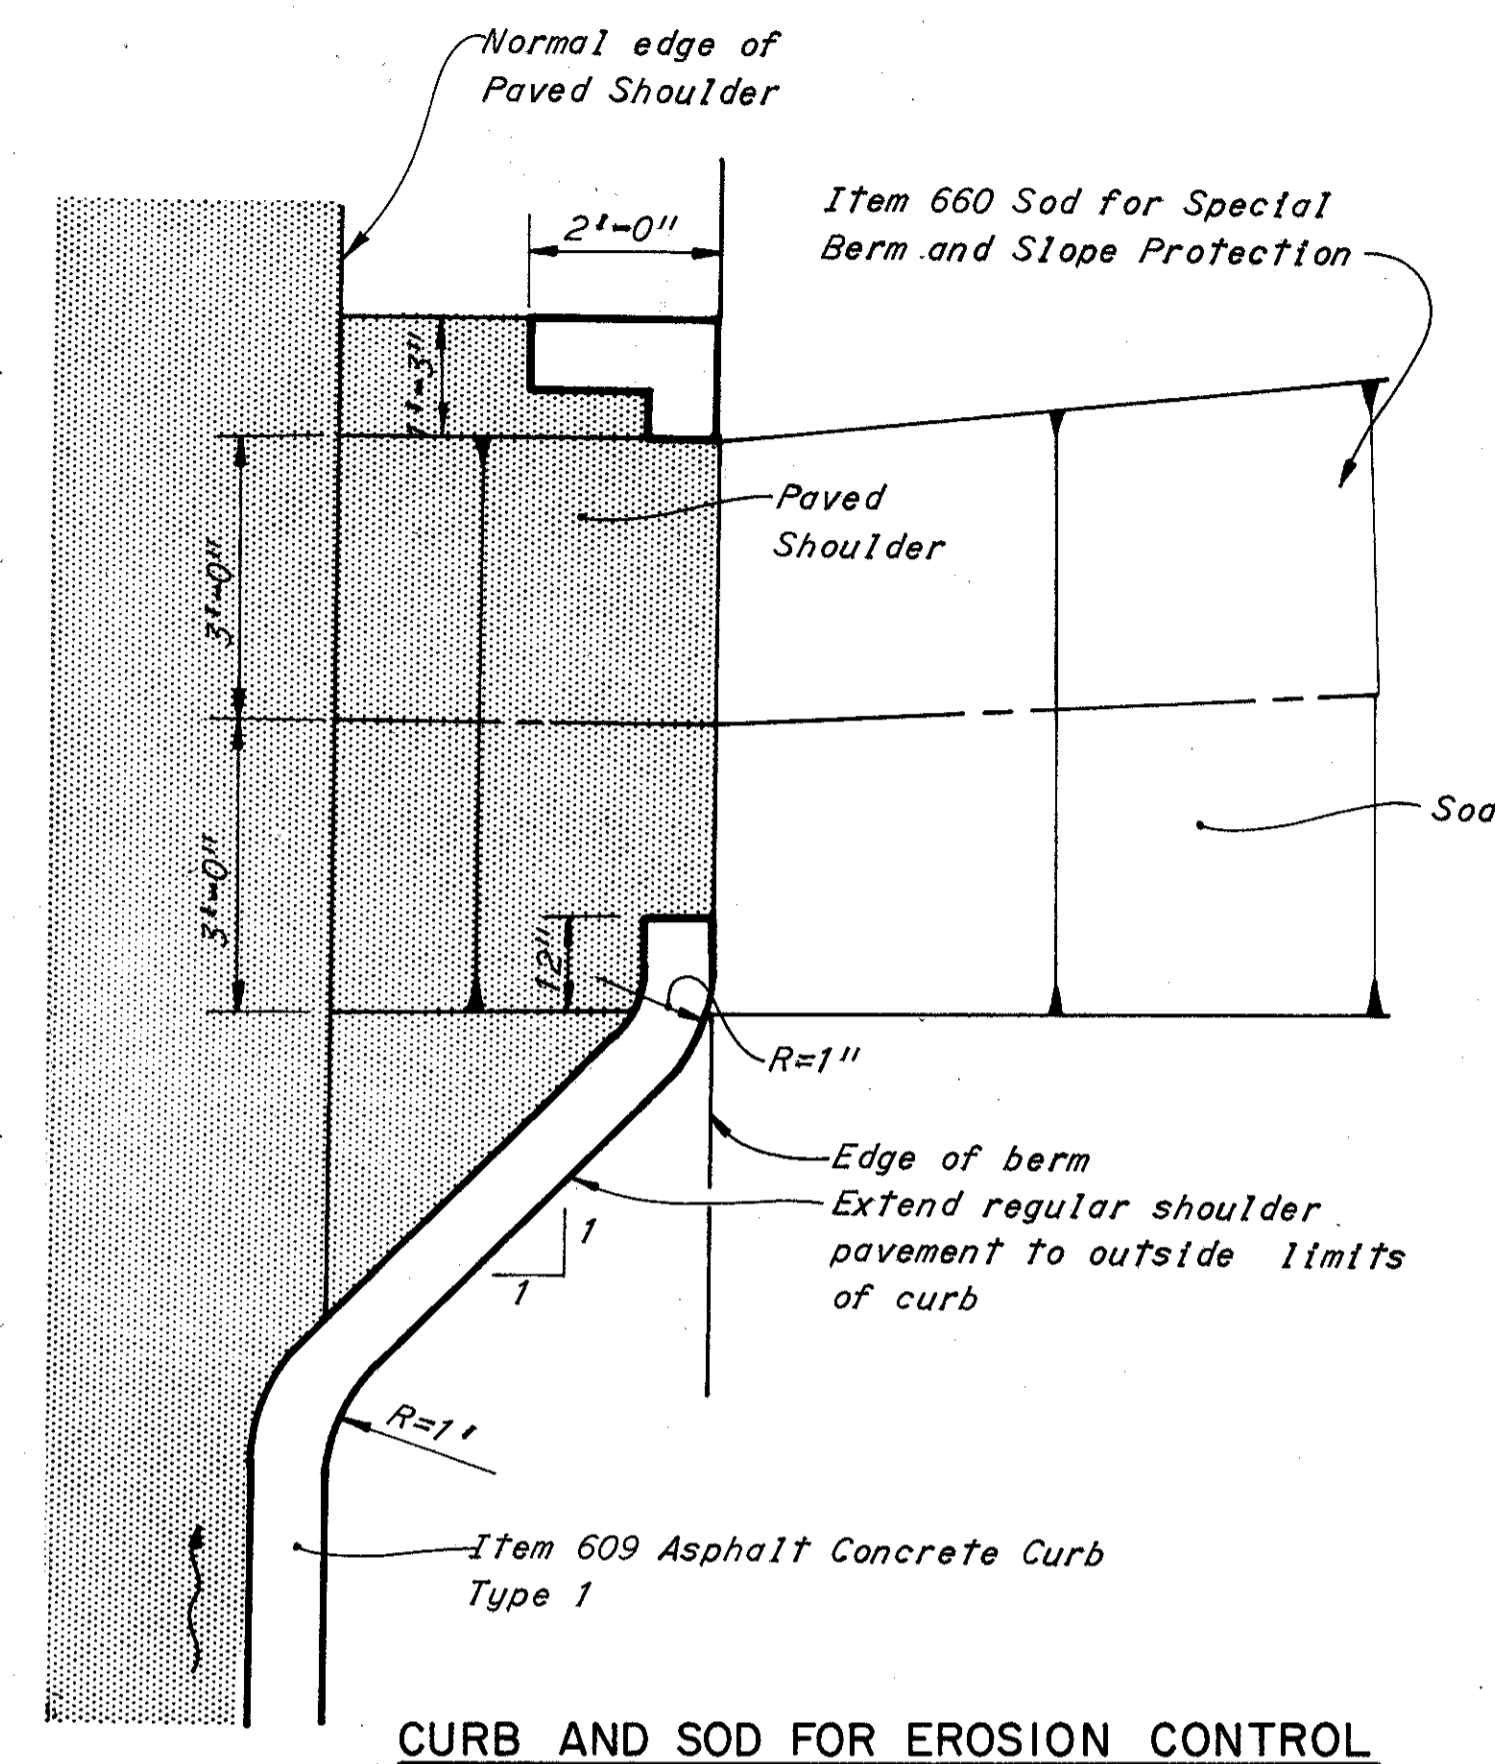 Normal edge of
Paved Shoulder
2'-0"
Item 660 Sod for Special
Berm and Slope Protection
1'-3"
Paved
Shoulder
3'-0"
Sod
3'-0"
12"
R=1"
Edge of berm
Extend regular shoulder
pavement to outside limits
of curb
1
1
R=1'
Item 609 Asphalt Concrete Curb
Type 1
CURB AND SOD FOR EROSION CONTROL